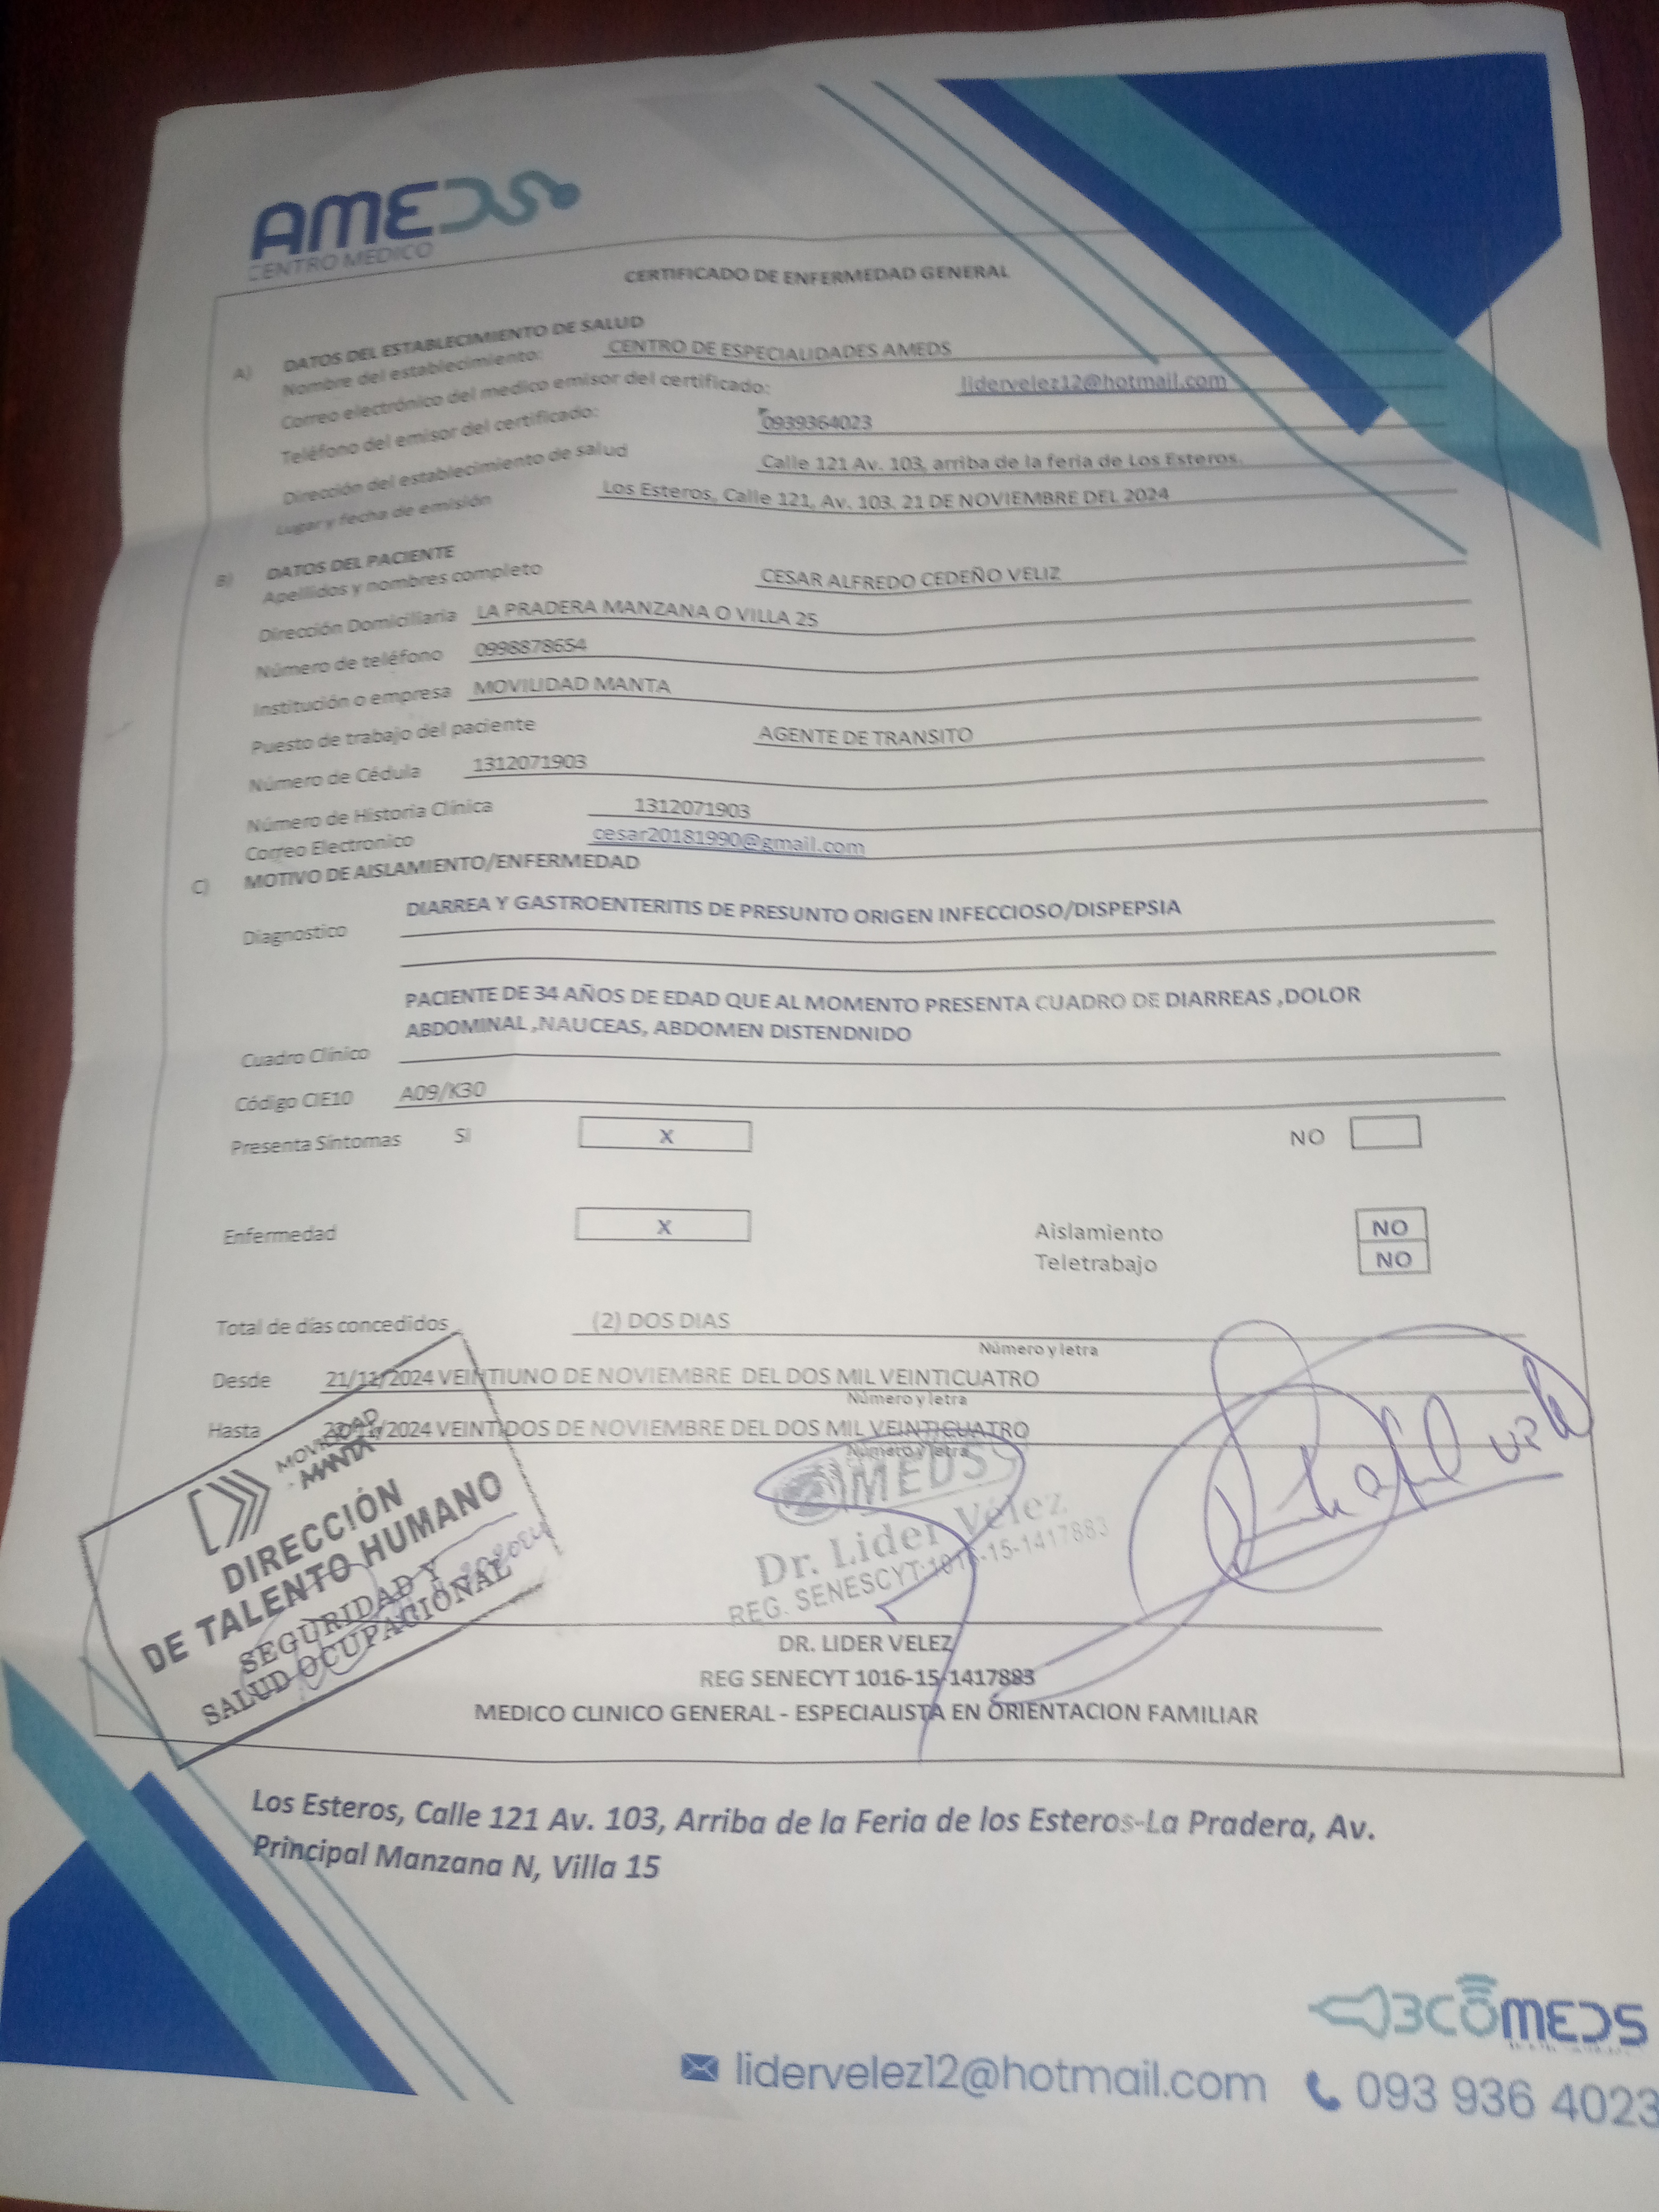 AMEDS
CENTRO MEDICO
CERTIFICADO DE ENFERMEDAD GENERAL
A) DATOS DEL ESTABLECIMIENTO DE SALUD
Nombre del establecimiento: CENTRO DE ESPECIALIDADES AMEDS
Correo electrónico del medico emisor del certificado: lidervelez12@hotmail.com
Teléfono del emisor del certificado: 0939364023
Dirección del establecimiento de salud Calle 121 Av. 103, arriba de la feria de Los Esteros.
Lugar y fecha de emisión Los Esteros, Calle 121, Av. 103. 21 DE NOVIEMBRE DEL 2024
B) DATOS DEL PACIENTE
Apellidos y nombres completo CESAR ALFREDO CEDEÑO VELIZ
Dirección Domiciliaria LA PRADERA MANZANA O VILLA 25
Número de teléfono 0998878654
Institución o empresa MOVILIDAD MANTA
Puesto de trabajo del paciente AGENTE DE TRANSITO
Número de Cédula 1312071903
Número de Historia Clínica 1312071903
Correo Electronico cesar20181990@gmail.com
C) MOTIVO DE AISLAMIENTO/ENFERMEDAD
Diagnostico DIARREA Y GASTROENTERITIS DE PRESUNTO ORIGEN INFECCIOSO/DISPEPSIA
PACIENTE DE 34 AÑOS DE EDAD QUE AL MOMENTO PRESENTA CUADRO DE DIARREAS ,DOLOR
ABDOMINAL ,NAUCEAS, ABDOMEN DISTENDNIDO
Cuadro Clínico
Código CIE10 A09/K30
Presenta Síntomas SI X NO
Enfermedad X Aislamiento NO
Teletrabajo NO
Total de días concedidos (2) DOS DIAS
Número y letra
Desde 21/11/2024 VEINTIUNO DE NOVIEMBRE DEL DOS MIL VEINTICUATRO
Número y letra
Hasta 22/11/2024 VEINTIDOS DE NOVIEMBRE DEL DOS MIL VEINTICUATRO
Número y letra
MOVILIDAD
MANTA
DIRECCIÓN
DE TALENTO HUMANO
SEGURIDAD Y
SALUD OCUPACIONAL
AMEDS
Dr. Lider Vélez
REG. SENESCYT:1016-15-1417883
DR. LIDER VELEZ
REG SENECYT 1016-15-1417883
MEDICO CLINICO GENERAL - ESPECIALISTA EN ORIENTACION FAMILIAR
Los Esteros, Calle 121 Av. 103, Arriba de la Feria de los Esteros-La Pradera, Av.
Principal Manzana N, Villa 15
lidervelez12@hotmail.com 093 936 4023